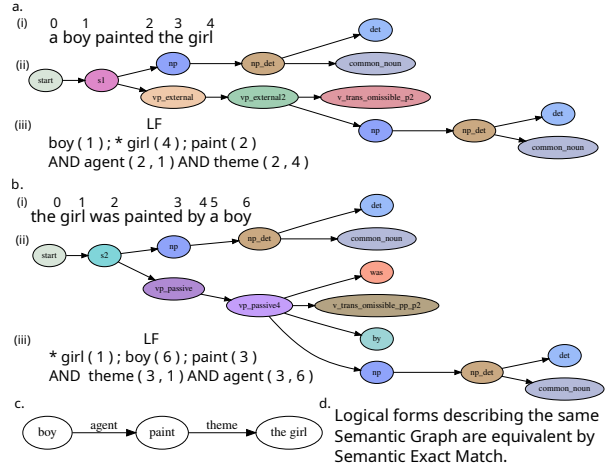 a.
(i) 0 1 2 3 4
a boy painted the girl
(ii)
start s1 np np_det det common_noun
vp_external vp_external2 v_trans_omissible_p2
np np_det det common_noun
(iii) LF
boy ( 1 ) ; * girl ( 4 ) ; paint ( 2 )
AND agent ( 2 , 1 ) AND theme ( 2 , 4 )
b.
(i) 0 1 2 3 4 5 6
the girl was painted by a boy
(ii)
start s2 np np_det det common_noun
vp_passive vp_passive4 was v_trans_omissible_pp_p2 by
np np_det det common_noun
(iii) LF
* girl ( 1 ) ; boy ( 6 ) ; paint ( 3 )
AND theme ( 3 , 1 ) AND agent ( 3 , 6 )
c.
boy agent paint theme the girl
d.
Logical forms describing the same
Semantic Graph are equivalent by
Semantic Exact Match.